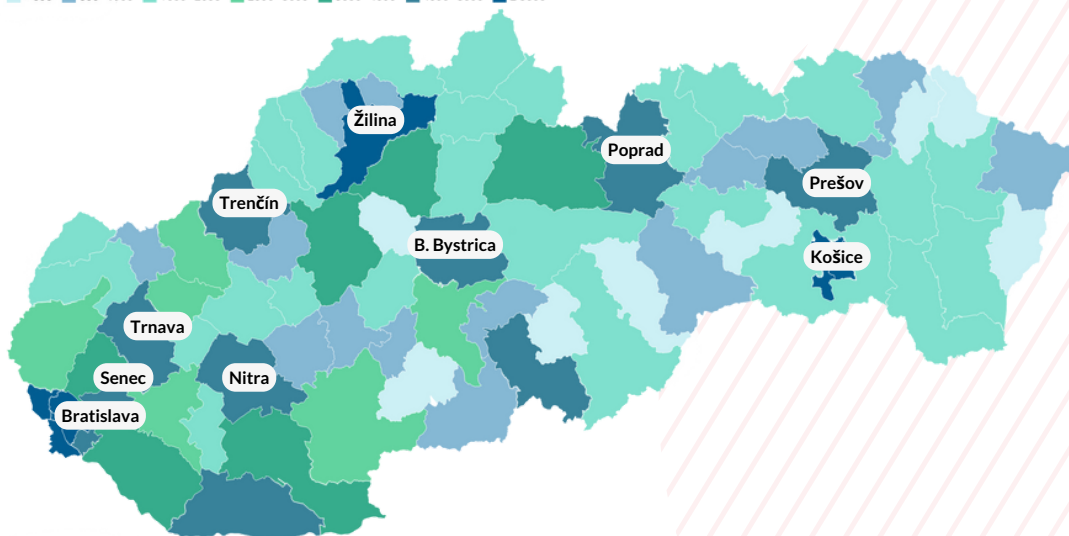 Žilina
Poprad
Prešov
Trenčín
B. Bystrica
Košice
Trnava
Senec
Nitra
Bratislava